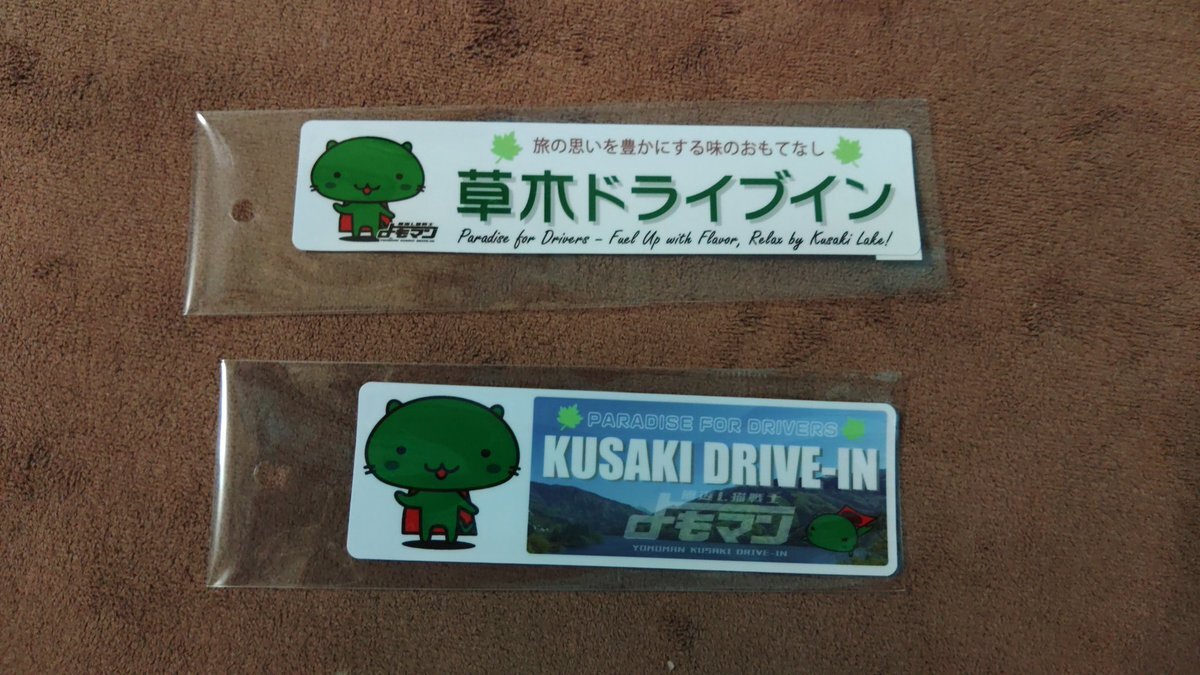 旅の思いを豊かにする味のおもてなし
草木ドライブイン
よもマン
Paradise for Drivers – Fuel Up with Flavor, Relax by Kusaki Lake!
PARADISE FOR DRIVERS
KUSAKI DRIVE-IN
よもマン
YOMOMAN KUSAKI DRIVE-IN